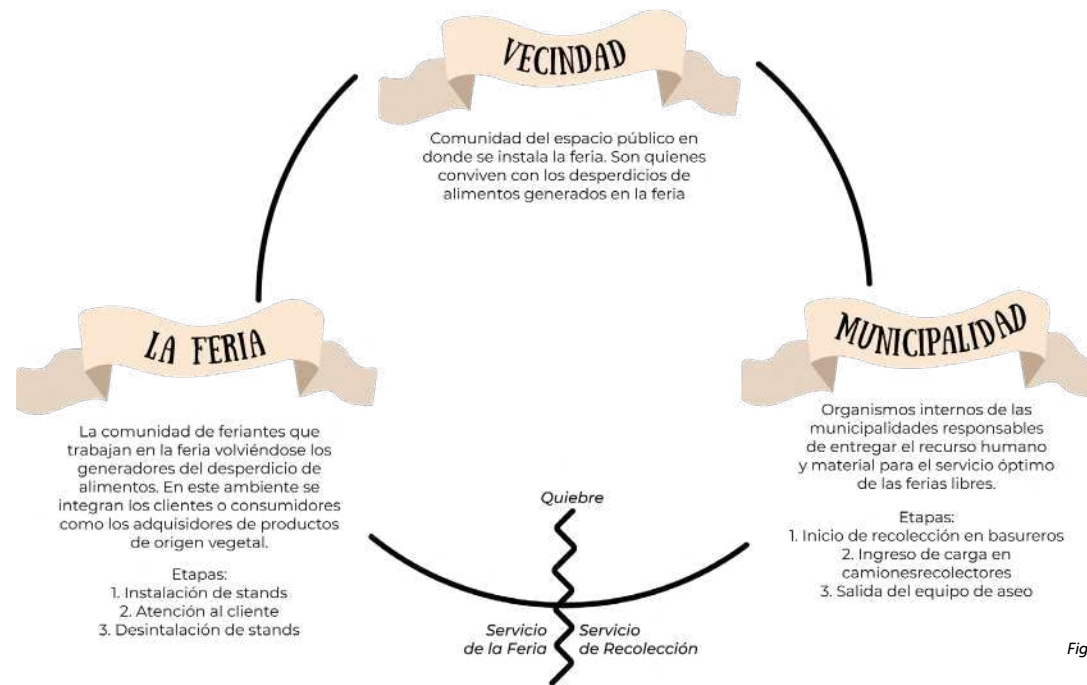 VECINDAD
Comunidad del espacio público en
donde se instala la feria. Son quienes
conviven con los desperdicios de
alimentos generados en la feria
LA FERIA
La comunidad de feriantes que
trabajan en la feria volviéndose los
generadores del desperdicio de
alimentos. En este ambiente se
integran los clientes o consumidores
como los adquisidores de productos
de origen vegetal.
Etapas:
1. Instalación de stands
2. Atención al cliente
3. Desintalación de stands
MUNICIPALIDAD
Organismos internos de las
municipalidades responsables
de entregar el recurso humano
y material para el servicio óptimo
de las ferias libres.
Etapas:
1. Inicio de recolección en basureros
2. Ingreso de carga en
camionesrecolectores
3. Salida del equipo de aseo
Quiebre
Servicio
de la Feria
Servicio
de Recolección
Fig